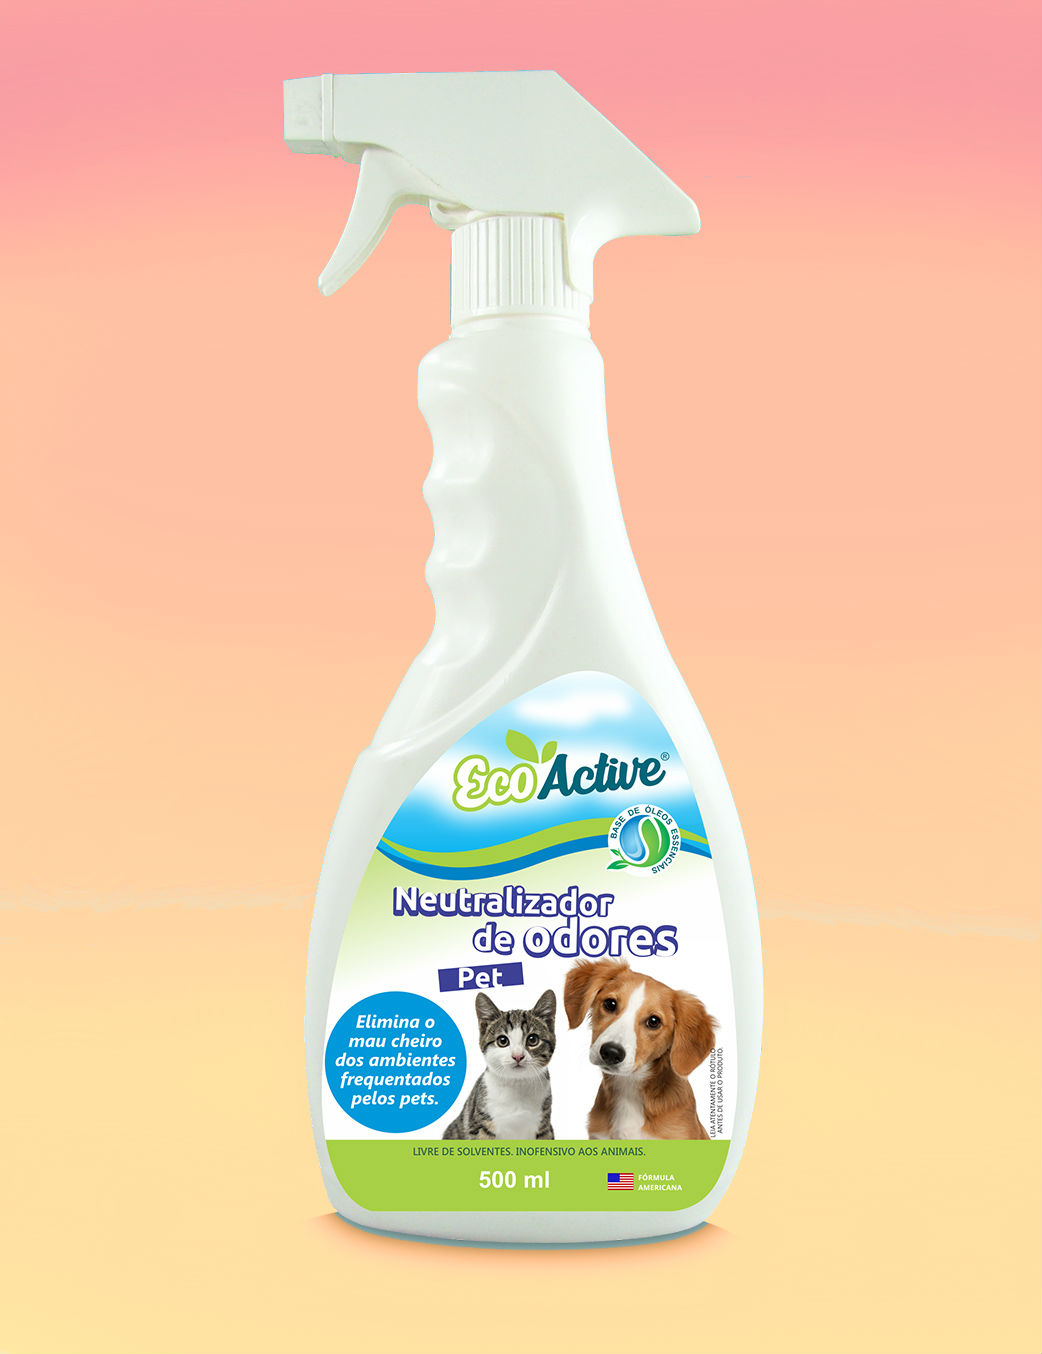 EcoActive®
BASE DE ÓLEOS ESSENCIAIS
Neutralizador
de odores
Pet
Elimina o
mau cheiro
dos ambientes
frequentados
pelos pets.
LEIA ATENTAMENTE O RÓTULO
ANTES DE USAR O PRODUTO.
LIVRE DE SOLVENTES. INOFENSIVO AOS ANIMAIS.
500 ml
FÓRMULA
AMERICANA